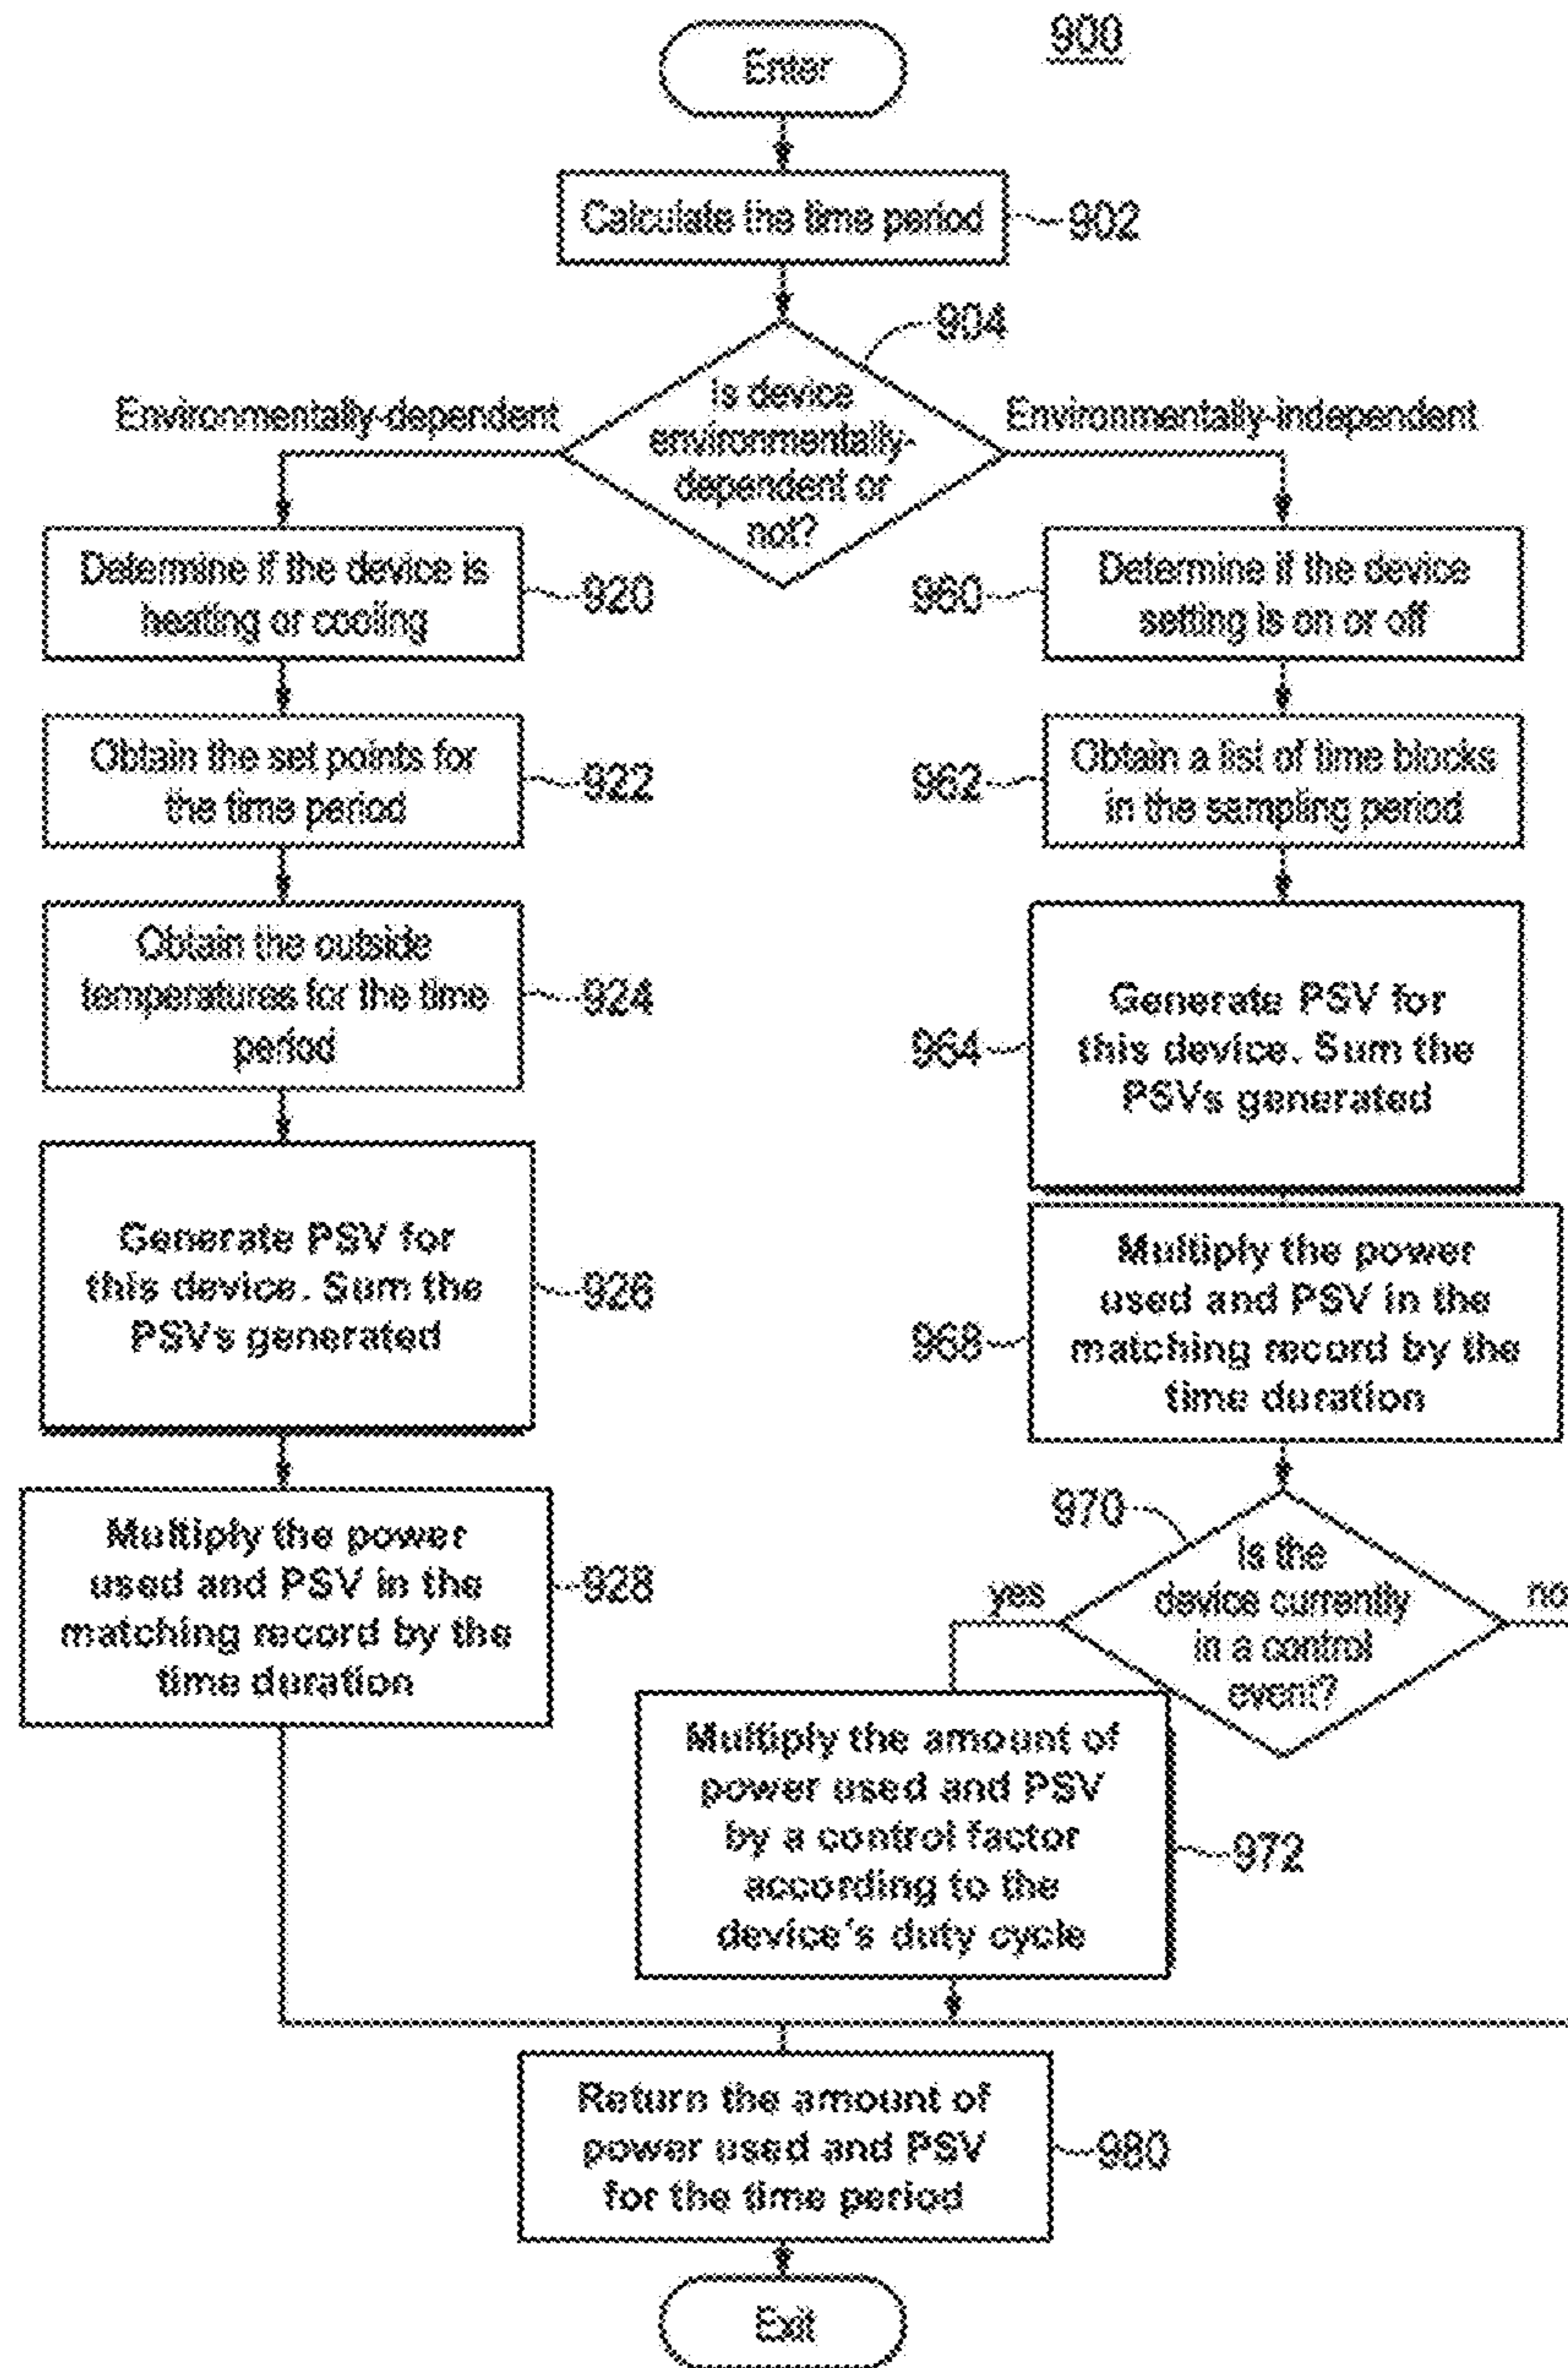 900
Enter
Calculate the time period
902
904
Is device
environmentally-
dependent or
not?
Environmentally-dependent
Environmentally-independent
Determine if the device is
heating or cooling
920
Obtain the set points for
the time period
922
Obtain the outside
temperatures for the time
period
924
Generate PSV for
this device. Sum the
PSVs generated
926
Multiply the power
used and PSV in the
matching record by the
time duration
928
960
Determine if the device
setting is on or off
962
Obtain a list of time blocks
in the sampling period
964
Generate PSV for
this device. Sum the
PSVs generated
968
Multiply the power
used and PSV in the
matching record by the
time duration
970
Is the
device currently
in a control
event?
yes
no
Multiply the amount of
power used and PSV
by a control factor
according to the
device's duty cycle
972
Return the amount of
power used and PSV
for the time period
980
Exit